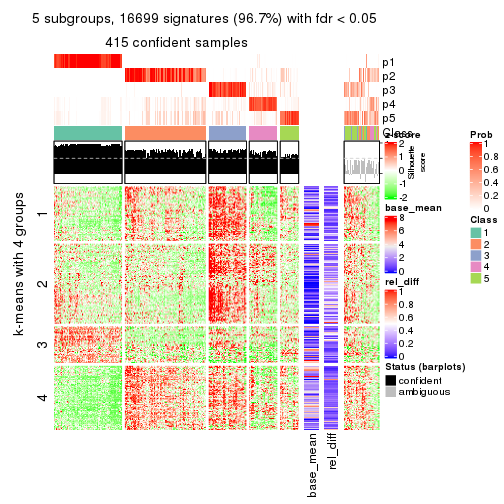 5 subgroups, 16699 signatures (96.7%) with fdr < 0.05
415 confident samples
p1
p2
p3
p4
p5
Class
Silhouette
score
1
2
3
4
k-means with 4 groups
base_mean
rel_diff
z-score
2
1
0
-1
-2
base_mean
8
6
4
2
0
rel_diff
1
0.8
0.6
0.4
0.2
0
Status (barplots)
confident
ambiguous
Prob
1
0.8
0.6
0.4
0.2
0
Class
1
2
3
4
5